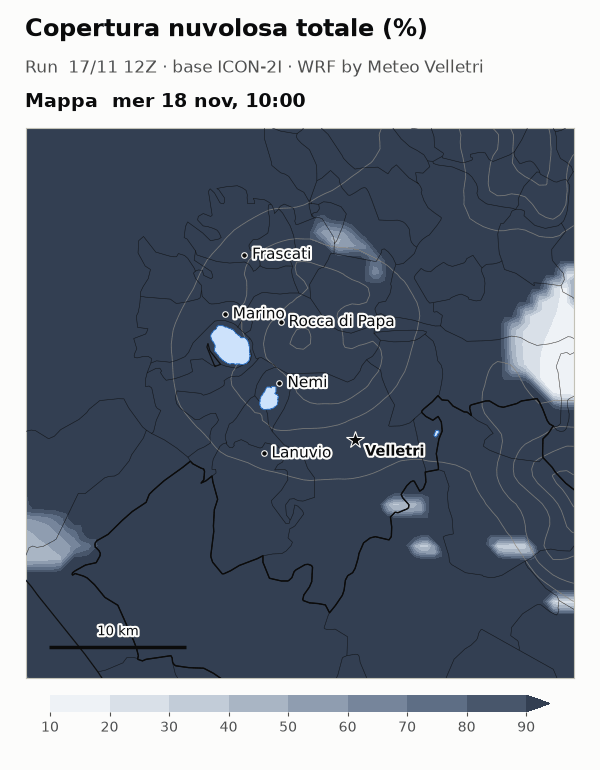 Copertura nuvolosa totale (%)
Run  17/11 12Z · base ICON-2I · WRF by Meteo Velletri
Mappa  mer 18 nov, 10:00
Frascati
Marino
Rocca di Papa
Nemi
Velletri
Lanuvio
10 km
10 20 30 40 50 60 70 80 90